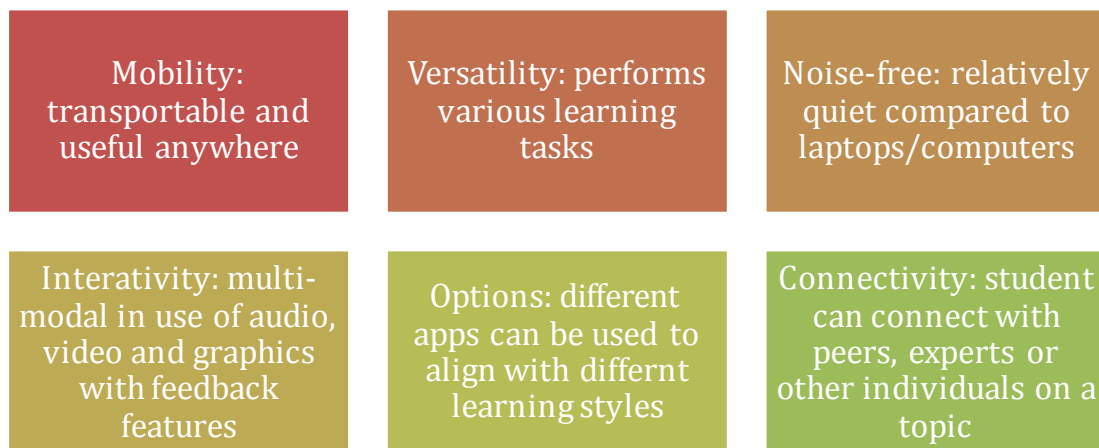 Mobility:
transportable and
useful anywhere
Versatility: performs
various learning
tasks
Noise-free: relatively
quiet compared to
laptops/computers
Interativity: multi-
modal in use of audio,
video and graphics
with feedback
features
Options: different
apps can be used to
align with differnt
learning styles
Connectivity: student
can connect with
peers, experts or
other individuals on a
topic